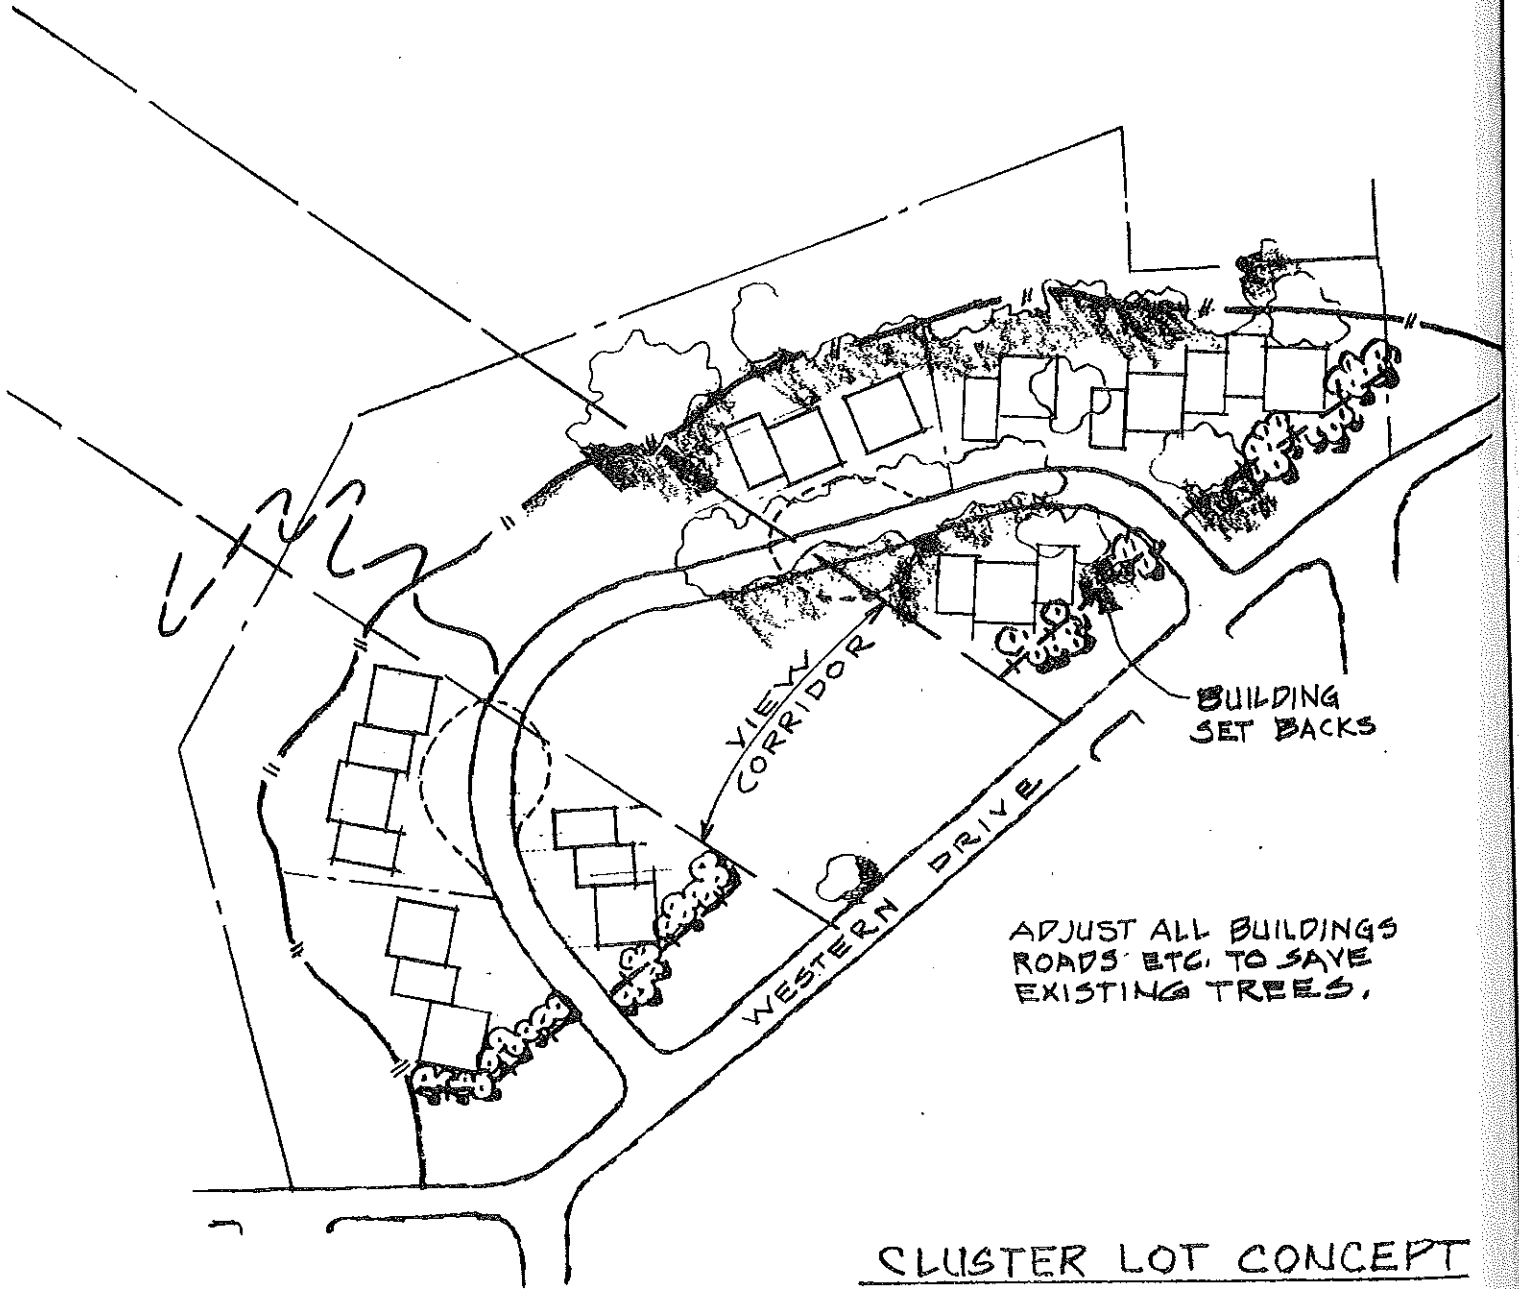 VIEW
CORRIDOR
BUILDING
SET BACKS
WESTERN DRIVE
ADJUST ALL BUILDINGS
ROADS ETC. TO SAVE
EXISTING TREES.
CLUSTER LOT CONCEPT